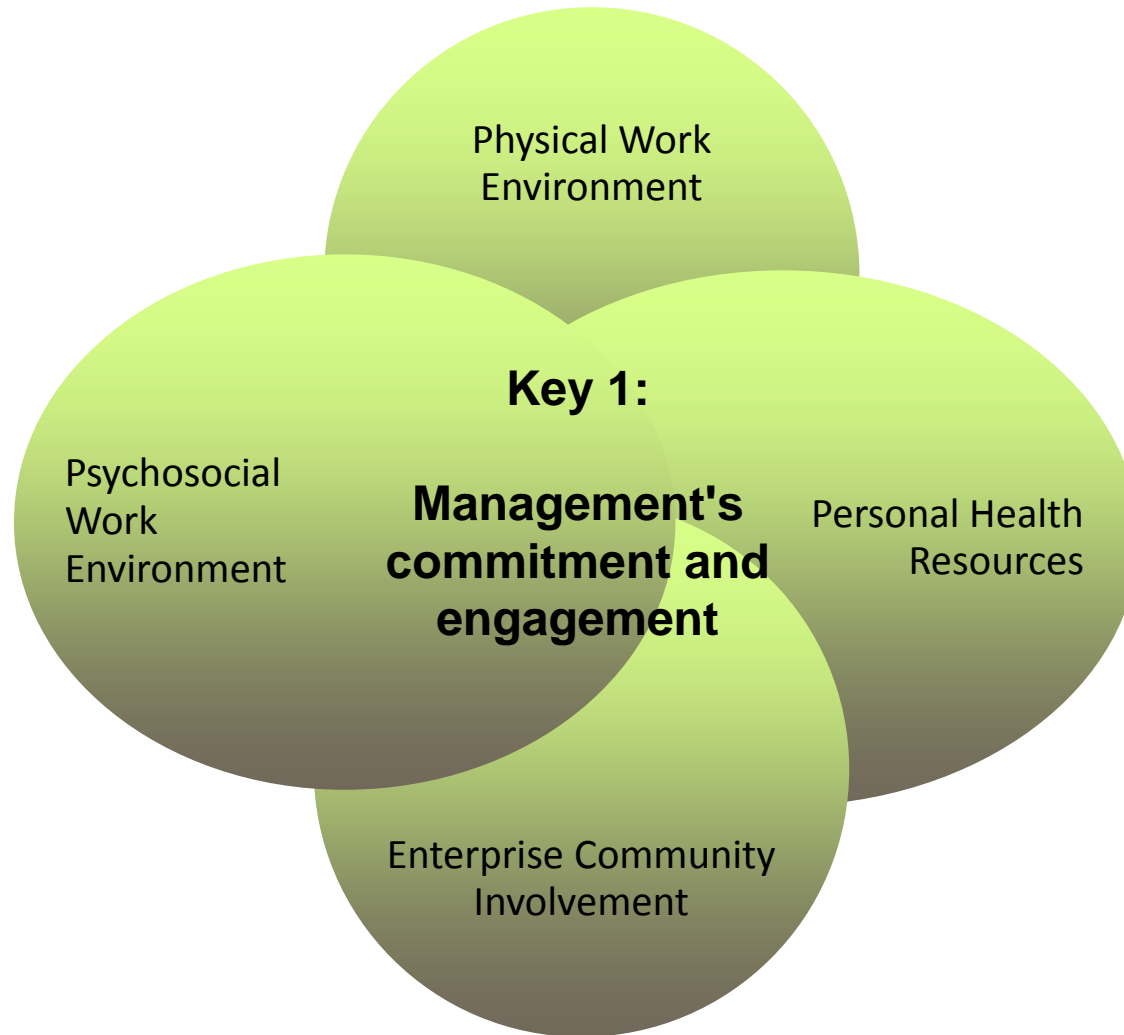 Physical Work
Environment
Key 1:
Psychosocial
Work
Environment
Management's
commitment and
engagement
Personal Health
Resources
Enterprise Community
Involvement